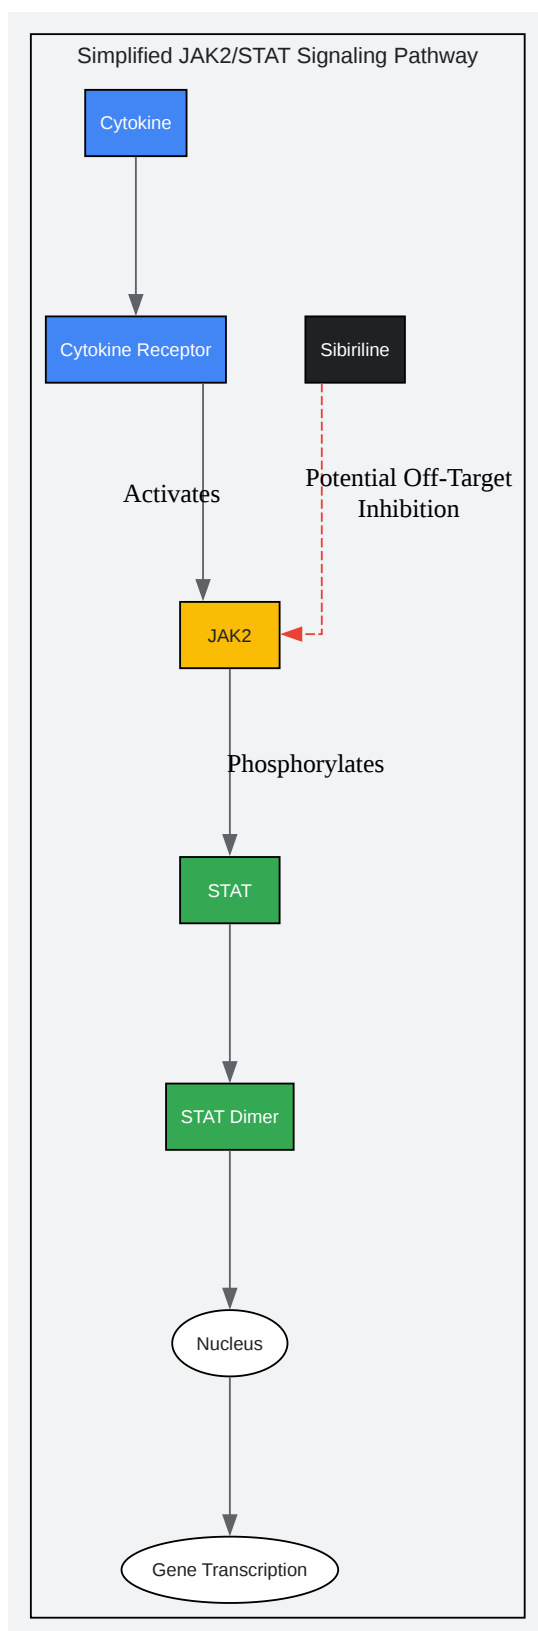 Simplified JAK2/STAT Signaling Pathway
Cytokine
Cytokine Receptor
Sibiriline
Activates
Potential Off-Target
Inhibition
JAK2
Phosphorylates
STAT
STAT Dimer
Nucleus
Gene Transcription